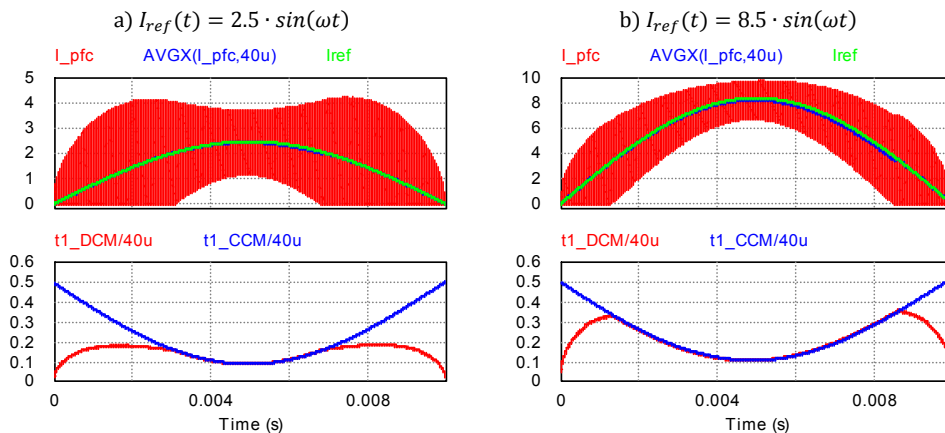 a) I_ref(t) = 2.5 · sin(ωt)
I_pfc AVGX(I_pfc,40u) Iref
5
4
3
2
1
0
t1_DCM/40u t1_CCM/40u
0.6
0.5
0.4
0.3
0.2
0.1
0
0 0.004 0.008
Time (s)
b) I_ref(t) = 8.5 · sin(ωt)
I_pfc AVGX(I_pfc,40u) Iref
10
8
6
4
2
0
t1_DCM/40u t1_CCM/40u
0.6
0.5
0.4
0.3
0.2
0.1
0
0 0.004 0.008
Time (s)